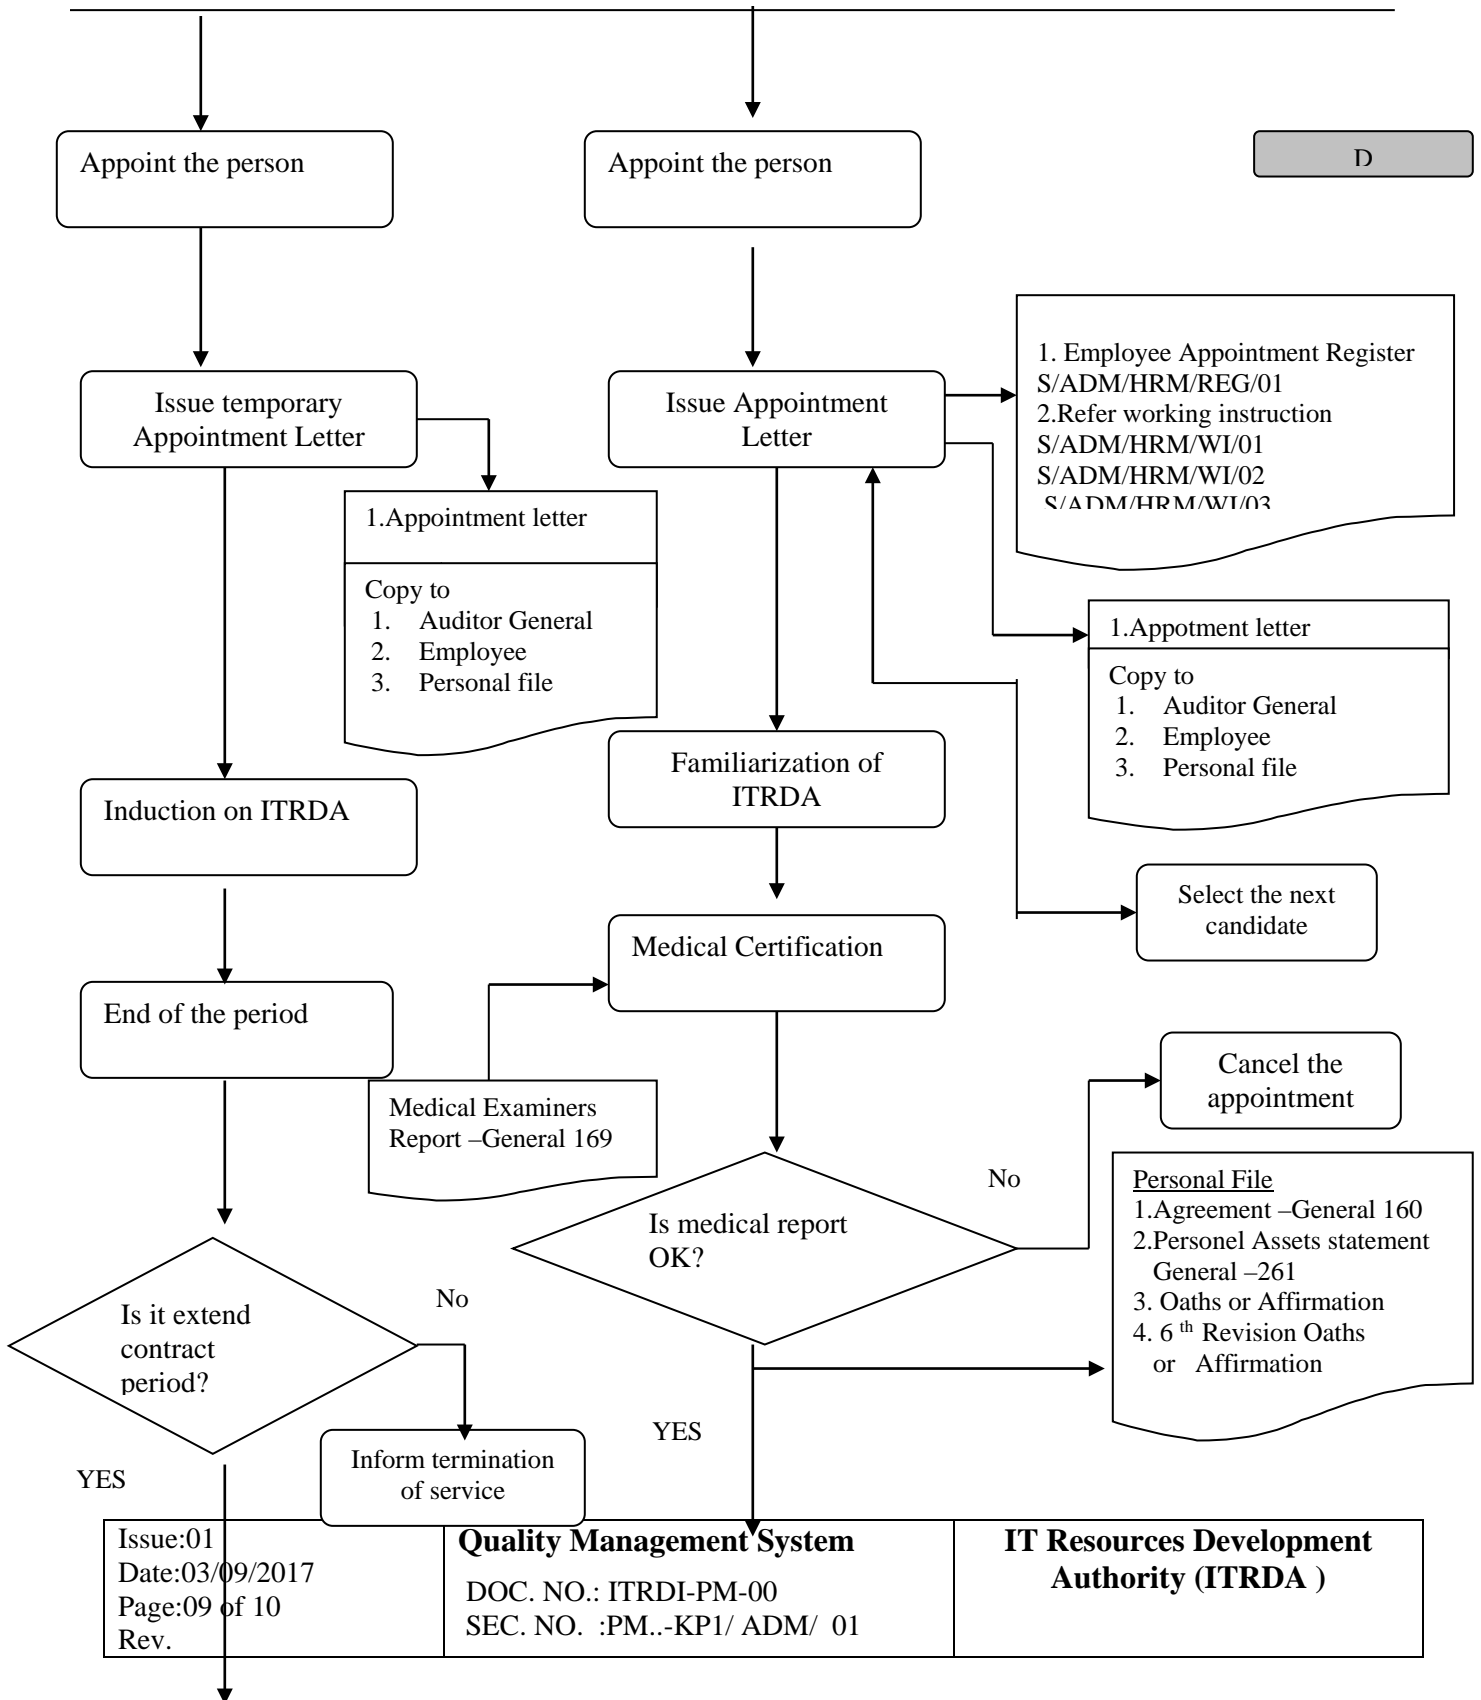 Appoint the person
Appoint the person
D
Issue temporary
Appointment Letter
Issue Appointment
Letter
1. Employee Appointment Register
S/ADM/HRM/REG/01
2.Refer working instruction
S/ADM/HRM/WI/01
S/ADM/HRM/WI/02
S/ADM/HRM/WI/03
1.Appointment letter
Copy to
1. Auditor General
2. Employee
3. Personal file
1.Appotment letter
Copy to
1. Auditor General
2. Employee
3. Personal file
Familiarization of
ITRDA
Induction on ITRDA
Select the next
candidate
Medical Certification
End of the period
Cancel the
appointment
Medical Examiners
Report –General 169
No
Is medical report
OK?
Personal File
1.Agreement –General 160
2.Personel Assets statement
General –261
3. Oaths or Affirmation
4. 6 th Revision Oaths
or Affirmation
No
Is it extend
contract
period?
YES
Inform termination
of service
YES
Issue:01
Date:03/09/2017
Page:09 of 10
Rev.
Quality Management System
DOC. NO.: ITRDI-PM-00
SEC. NO. :PM..-KP1/ ADM/ 01
IT Resources Development
Authority (ITRDA )